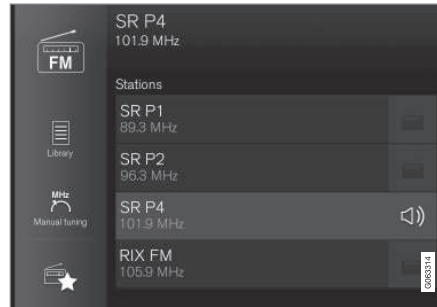 SR P4
101.9 MHz
FM
Stations
SR P1
89.3 MHz
Library
SR P2
96.3 MHz
MHz
Manual tuning
SR P4
101.9 MHz
RIX FM
105.9 MHz
G063314